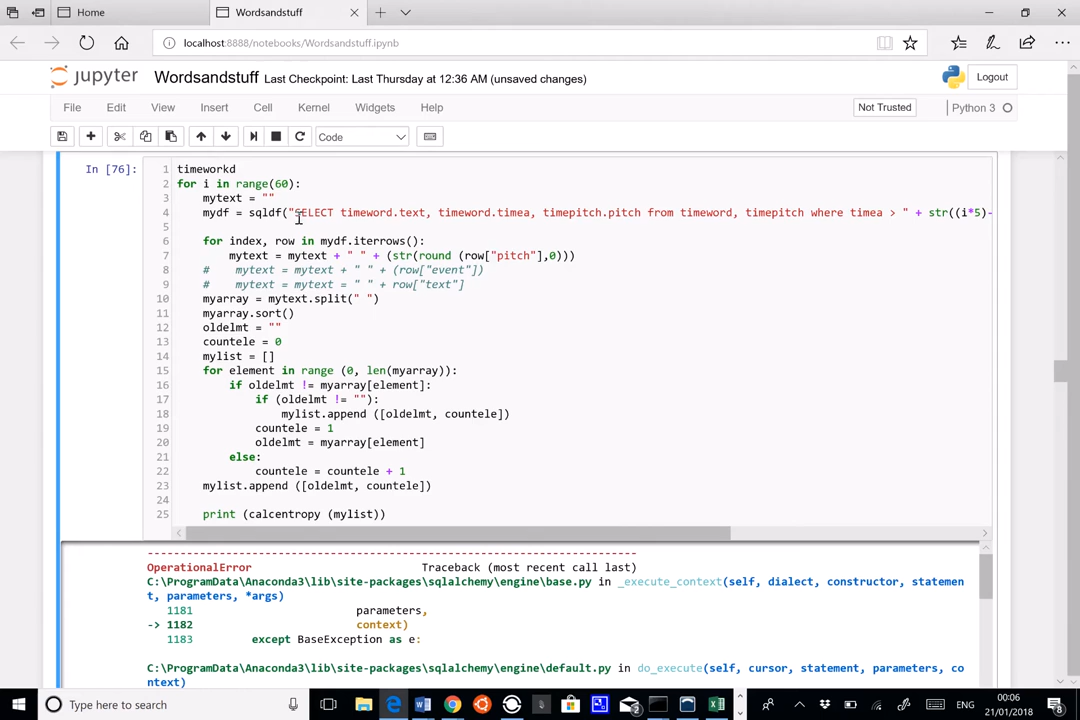 Home
Wordsandstuff
localhost:8888/notebooks/Wordsandstuff.ipynb
jupyter Wordsandstuff Last Checkpoint: Last Thursday at 12:36 AM (unsaved changes)
Logout
File Edit View Insert Cell Kernel Widgets Help
Not Trusted
Python 3
Code
In [76]:
1 timeworkd
2 for i in range(60):
3 mytext = ""
4 mydf = sqldf("SELECT timeword.text, timeword.timea, timepitch.pitch from timeword, timepitch where timea > " + str((i*5)-
5
6 for index, row in mydf.iterrows():
7 mytext = mytext + " " + (str(round (row["pitch"],0)))
8 # mytext = mytext + " " + (row["event"])
9 # mytext = mytext = " " + row["text"]
10 myarray = mytext.split(" ")
11 myarray.sort()
12 oldelmt = ""
13 countele = 0
14 mylist = []
15 for element in range (0, len(myarray)):
16 if oldelmt != myarray[element]:
17 if (oldelmt != ""):
18 mylist.append ([oldelmt, countele])
19 countele = 1
20 oldelmt = myarray[element]
21 else:
22 countele = countele + 1
23 mylist.append ([oldelmt, countele])
24
25 print (calcentropy (mylist))
---------------------------------------------------------------------------
OperationalError Traceback (most recent call last)
C:\ProgramData\Anaconda3\lib\site-packages\sqlalchemy\engine\base.py in _execute_context(self, dialect, constructor, statemen
t, parameters, *args)
1181 parameters,
-> 1182 context)
1183 except BaseException as e:
C:\ProgramData\Anaconda3\lib\site-packages\sqlalchemy\engine\default.py in do_execute(self, cursor, statement, parameters, co
ntext)
Type here to search
2
ENG
00:06
21/01/2018
8